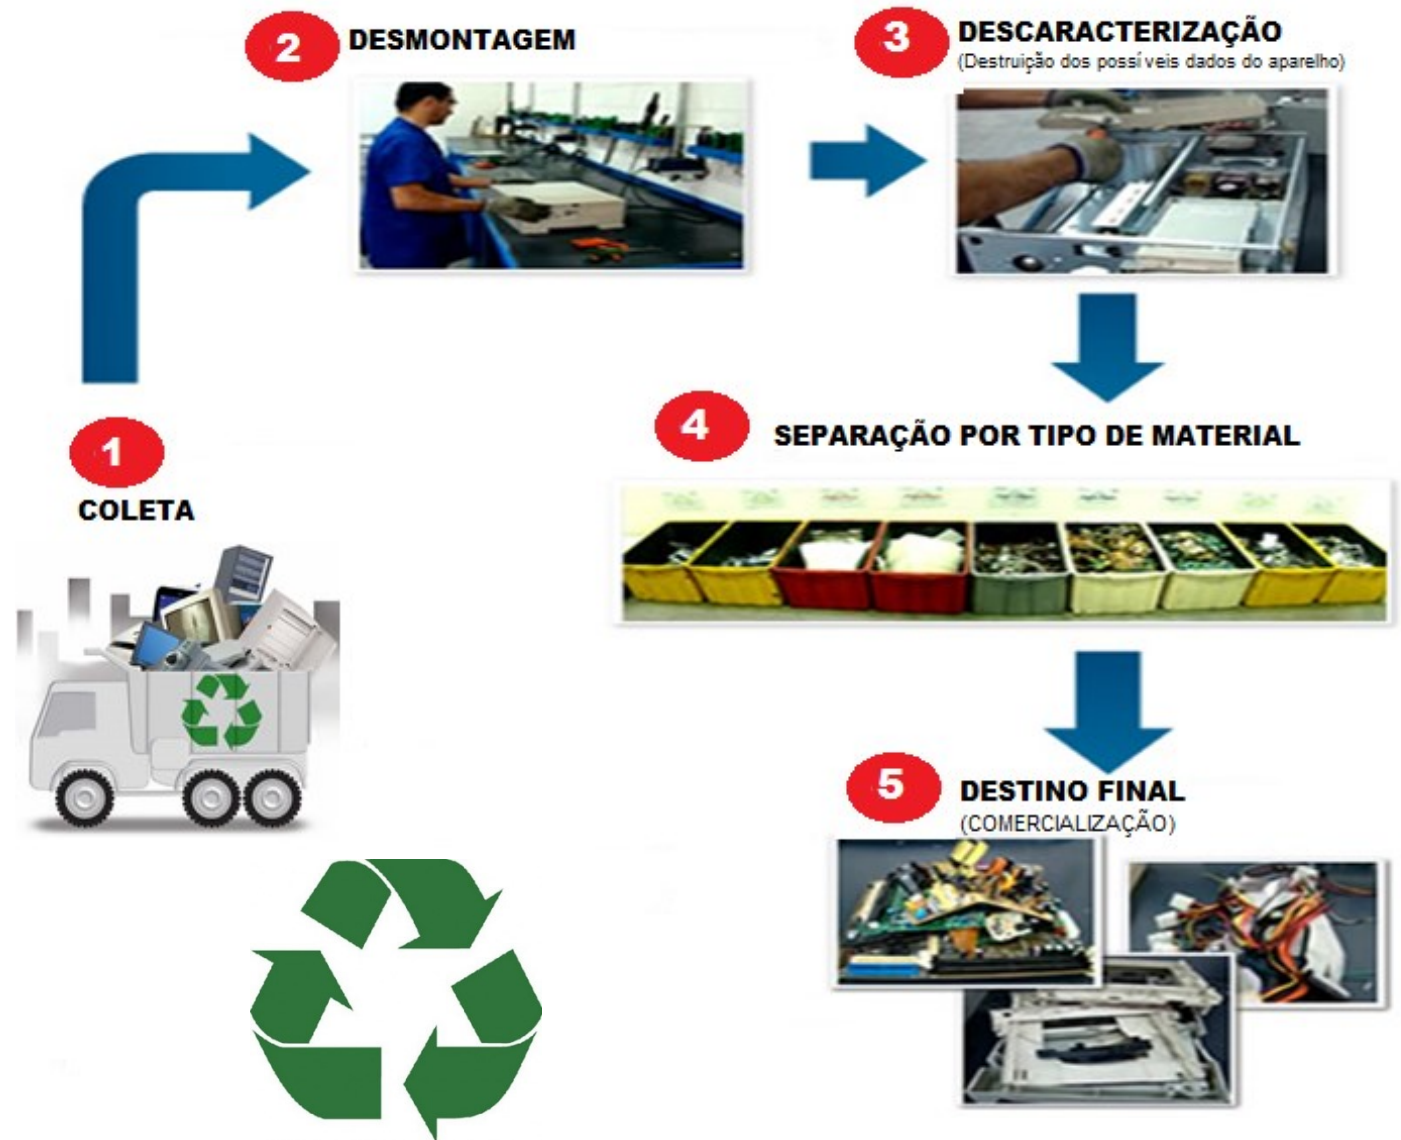 1
COLETA
2
DESMONTAGEM
3
DESCARACTERIZAÇÃO
(Destruição dos possíveis dados do aparelho)
4
SEPARAÇÃO POR TIPO DE MATERIAL
5
DESTINO FINAL
(COMERCIALIZAÇÃO)